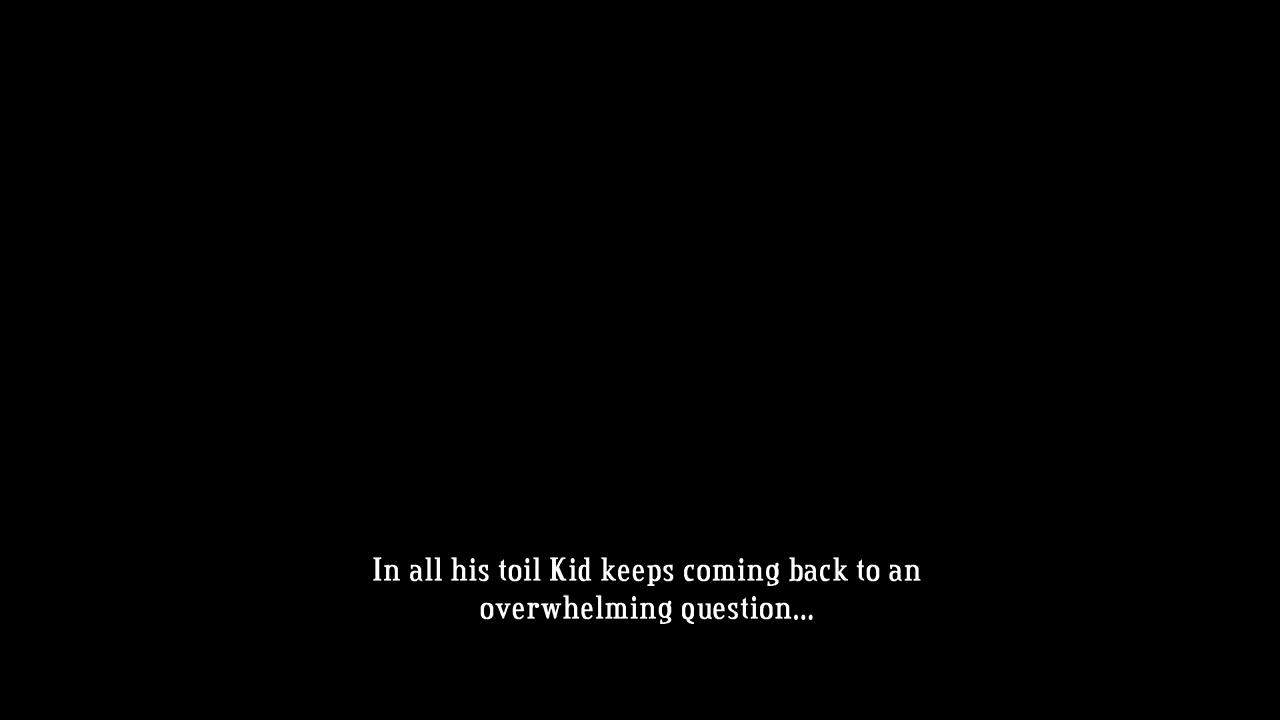 In all his toil Kid keeps coming back to an
overwhelming question...